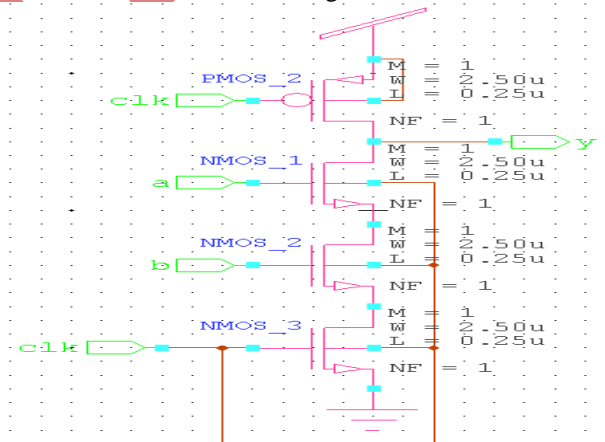 M = 1
PMOS_2 W = 2.50u
clk L = 0.25u
NF = 1
y
M = 1
NMOS_1 W = 2.50u
a L = 0.25u
NF = 1
M = 1
NMOS_2 W = 2.50u
b L = 0.25u
NF = 1
M = 1
NMOS_3 W = 2.50u
clk L = 0.25u
NF = 1